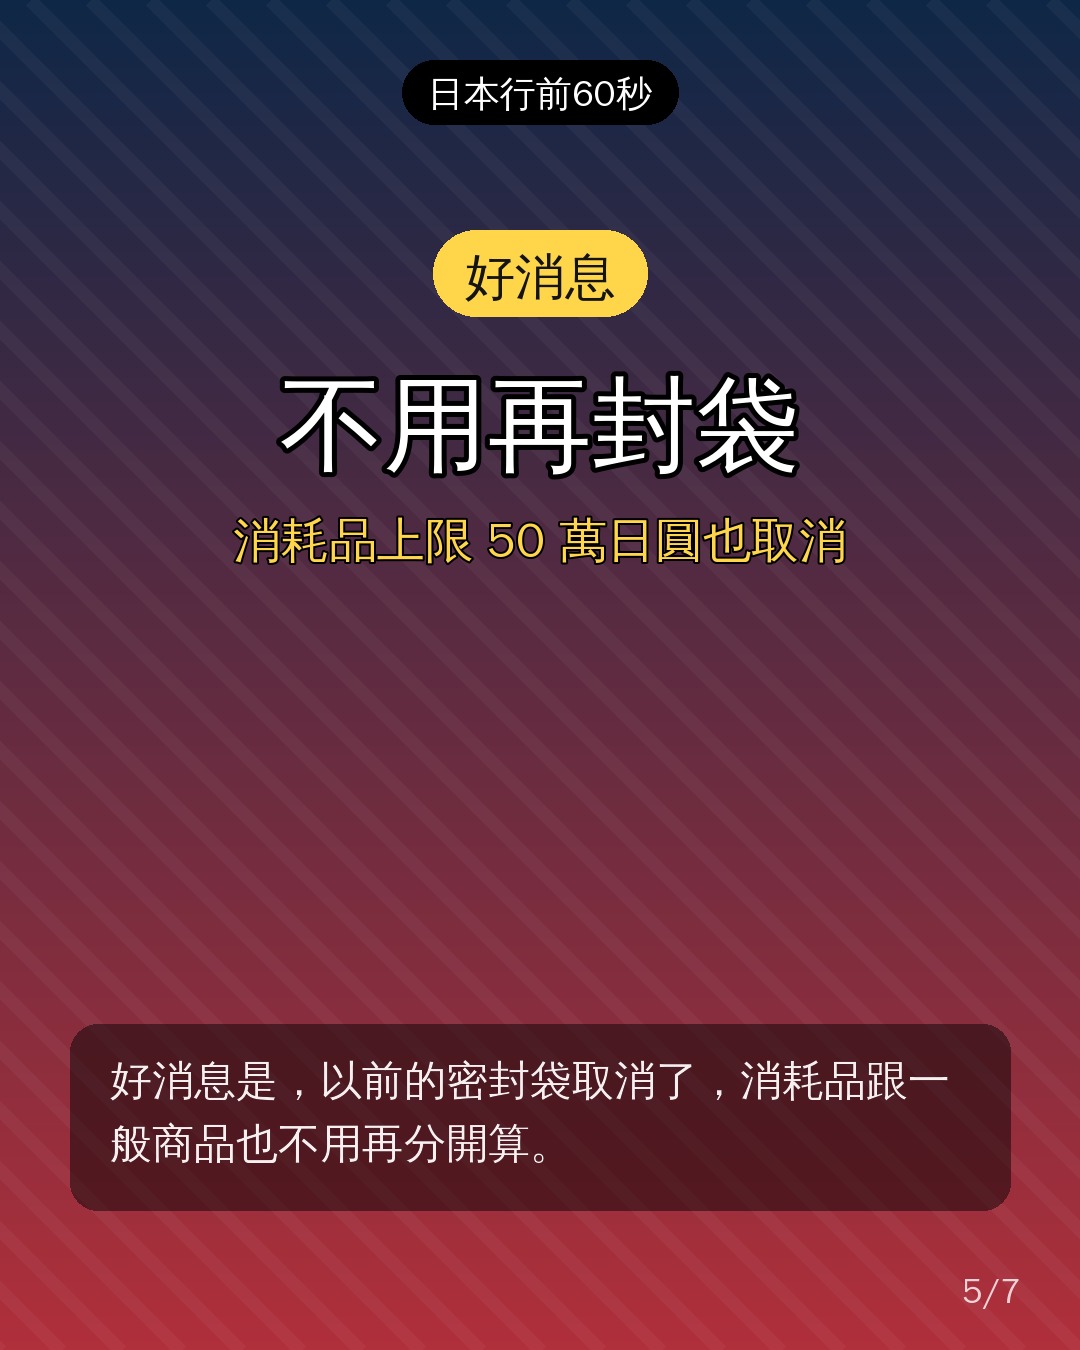 日本行前60秒
好消息
不用再封袋
消耗品上限 50 萬日圓也取消
好消息是，以前的密封袋取消了，消耗品跟一
般商品也不用再分開算。
5/7